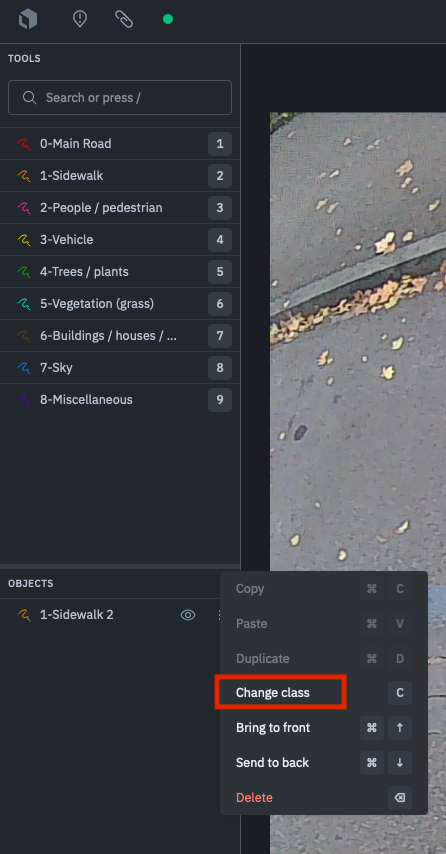 TOOLS
Search or press /
0-Main Road 1
1-Sidewalk 2
2-People / pedestrian 3
3-Vehicle 4
4-Trees / plants 5
5-Vegetation (grass) 6
6-Buildings / houses / ... 7
7-Sky 8
8-Miscellaneous 9
OBJECTS
1-Sidewalk 2
Copy ⌘ C
Paste ⌘ V
Duplicate ⌘ D
Change class C
Bring to front ⌘ ↑
Send to back ⌘ ↓
Delete ⌫